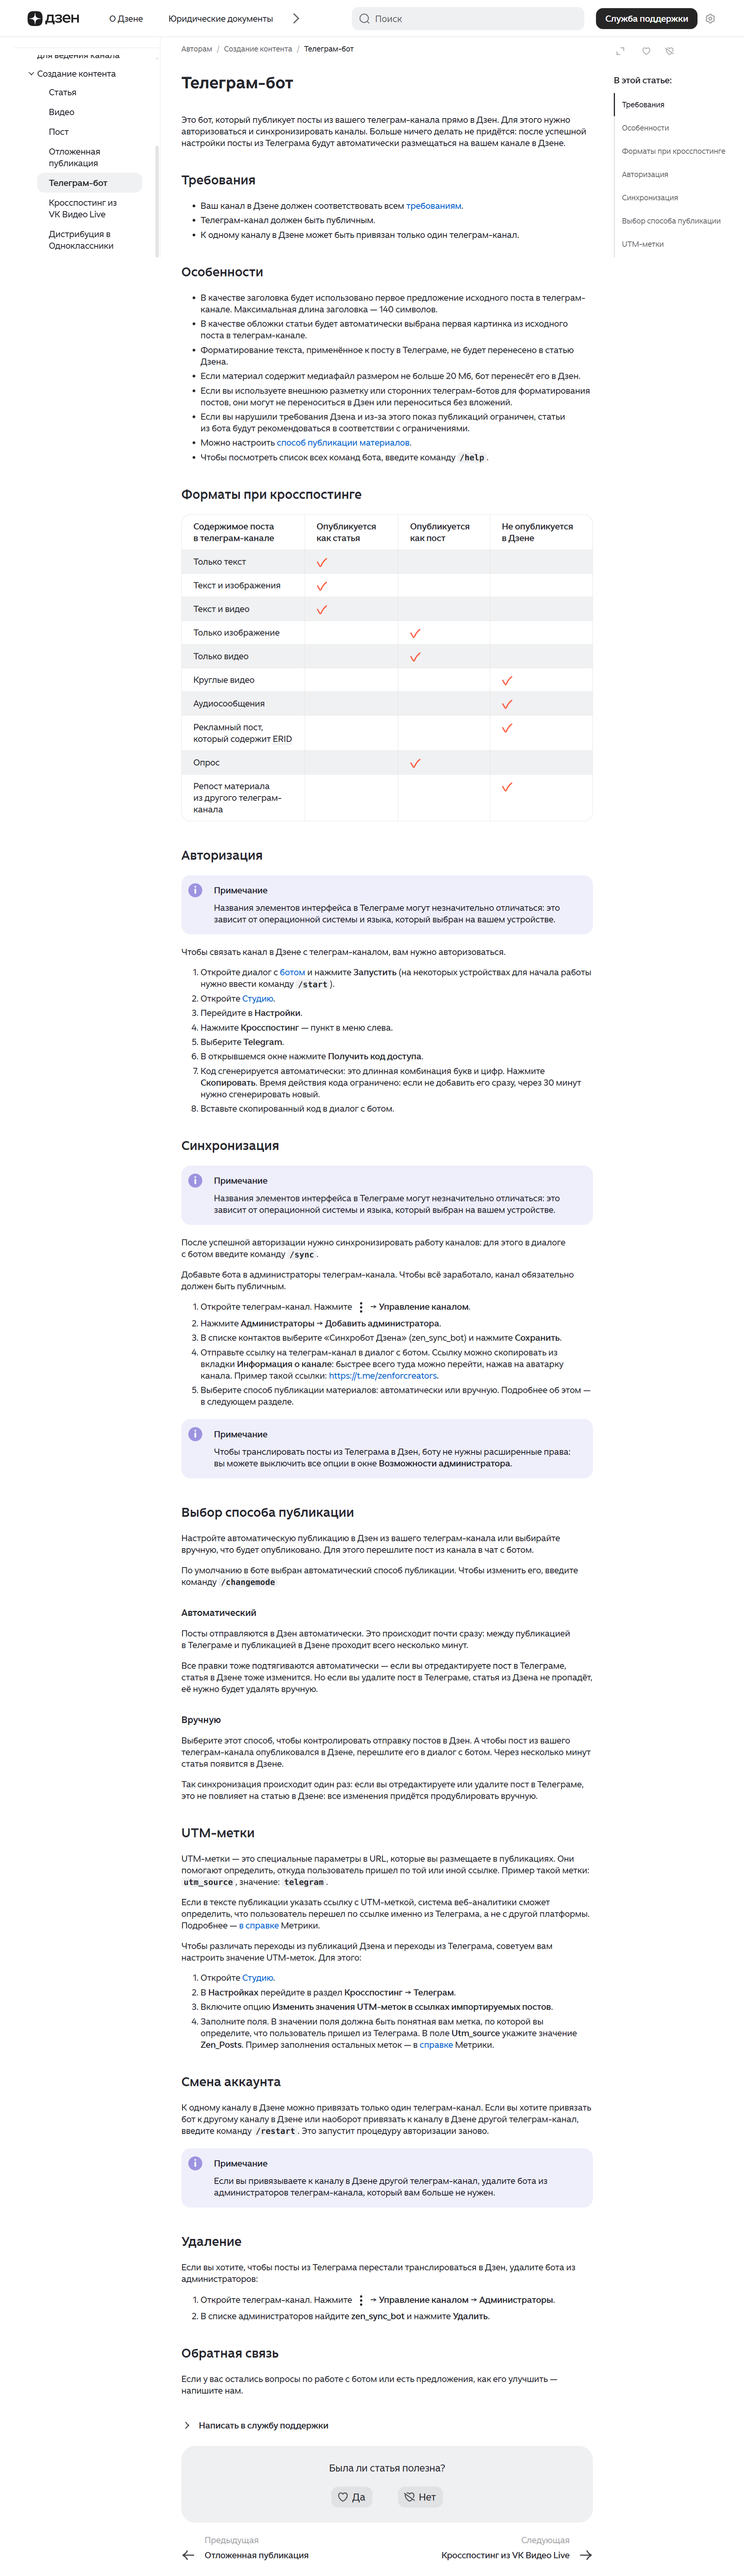 дзен
О Дзене
Юридические документы
Поиск
Служба поддержки
для ведения канала
Создание контента
Статья
Видео
Пост
Отложенная
публикация
Телеграм-бот
Кросспостинг из
VK Видео Live
Дистрибуция в
Одноклассники
Авторам / Создание контента / Телеграм-бот
Телеграм-бот
Это бот, который публикует посты из вашего телеграм-канала прямо в Дзен. Для этого нужно
авторизоваться и синхронизировать каналы. Больше ничего делать не придётся: после успешной
настройки посты из Телеграма будут автоматически размещаться на вашем канале в Дзене.
Требования
• Ваш канал в Дзене должен соответствовать всем требованиям.
• Телеграм-канал должен быть публичным.
• К одному каналу в Дзене может быть привязан только один телеграм-канал.
Особенности
• В качестве заголовка будет использовано первое предложение исходного поста в телеграм-
канале. Максимальная длина заголовка — 140 символов.
• В качестве обложки статьи будет автоматически выбрана первая картинка из исходного
поста в телеграм-канале.
• Форматирование текста, применённое к посту в Телеграме, не будет перенесено в статью
Дзена.
• Если материал содержит медиафайл размером не больше 20 Мб, бот перенесёт его в Дзен.
• Если вы используете внешнюю разметку или сторонних телеграм-ботов для форматирования
постов, они могут не переноситься в Дзен или переноситься без вложений.
• Если вы нарушили требования Дзена и из-за этого показ публикаций ограничен, статьи
из бота будут рекомендоваться в соответствии с ограничениями.
• Можно настроить способ публикации материалов.
• Чтобы посмотреть список всех команд бота, введите команду /help .
Форматы при кросспостинге
Содержимое поста
в телеграм-канале
Опубликуется
как статья
Опубликуется
как пост
Не опубликуется
в Дзене
Только текст
Текст и изображения
Текст и видео
Только изображение
Только видео
Круглые видео
Аудиосообщения
Рекламный пост,
который содержит ERID
Опрос
Репост материала
из другого телеграм-
канала
Авторизация
Примечание
Названия элементов интерфейса в Телеграме могут незначительно отличаться: это
зависит от операционной системы и языка, который выбран на вашем устройстве.
Чтобы связать канал в Дзене с телеграм-каналом, вам нужно авторизоваться.
1. Откройте диалог с ботом и нажмите Запустить (на некоторых устройствах для начала работы
нужно ввести команду /start ).
2. Откройте Студию.
3. Перейдите в Настройки.
4. Нажмите Кросспостинг — пункт в меню слева.
5. Выберите Telegram.
6. В открывшемся окне нажмите Получить код доступа.
7. Код сгенерируется автоматически: это длинная комбинация букв и цифр. Нажмите
Скопировать. Время действия кода ограничено: если не добавить его сразу, через 30 минут
нужно сгенерировать новый.
8. Вставьте скопированный код в диалог с ботом.
Синхронизация
Примечание
Названия элементов интерфейса в Телеграме могут незначительно отличаться: это
зависит от операционной системы и языка, который выбран на вашем устройстве.
После успешной авторизации нужно синхронизировать работу каналов: для этого в диалоге
с ботом введите команду /sync .
Добавьте бота в администраторы телеграм-канала. Чтобы всё заработало, канал обязательно
должен быть публичным.
1. Откройте телеграм-канал. Нажмите ⋮ → Управление каналом.
2. Нажмите Администраторы → Добавить администратора.
3. В списке контактов выберите «Синхробот Дзена» (zen_sync_bot) и нажмите Сохранить.
4. Отправьте ссылку на телеграм-канал в диалог с ботом. Ссылку можно скопировать из
вкладки Информация о канале: быстрее всего туда можно перейти, нажав на аватарку
канала. Пример такой ссылки: https://t.me/zenforcreators.
5. Выберите способ публикации материалов: автоматически или вручную. Подробнее об этом —
в следующем разделе.
Примечание
Чтобы транслировать посты из Телеграма в Дзен, боту не нужны расширенные права:
вы можете выключить все опции в окне Возможности администратора.
Выбор способа публикации
Настройте автоматическую публикацию в Дзен из вашего телеграм-канала или выбирайте
вручную, что будет опубликовано. Для этого перешлите пост из канала в чат с ботом.
По умолчанию в боте выбран автоматический способ публикации. Чтобы изменить его, введите
команду /changemode
Автоматический
Посты отправляются в Дзен автоматически. Это происходит почти сразу: между публикацией
в Телеграме и публикацией в Дзене проходит всего несколько минут.
Все правки тоже подтягиваются автоматически — если вы отредактируете пост в Телеграме,
статья в Дзене тоже изменится. Но если вы удалите пост в Телеграме, статья из Дзена не пропадёт,
её нужно будет удалять вручную.
Вручную
Выберите этот способ, чтобы контролировать отправку постов в Дзен. А чтобы пост из вашего
телеграм-канала опубликовался в Дзене, перешлите его в диалог с ботом. Через несколько минут
статья появится в Дзене.
Так синхронизация происходит один раз: если вы отредактируете или удалите пост в Телеграме,
это не повлияет на статью в Дзене: все изменения придётся продублировать вручную.
UTM-метки
UTM-метки — это специальные параметры в URL, которые вы размещаете в публикациях. Они
помогают определить, откуда пользователь пришел по той или иной ссылке. Пример такой метки:
utm_source , значение: telegram .
Если в тексте публикации указать ссылку с UTM-меткой, система веб-аналитики сможет
определить, что пользователь перешел по ссылке именно из Телеграма, а не с другой платформы.
Подробнее — в справке Метрики.
Чтобы различать переходы из публикаций Дзена и переходы из Телеграма, советуем вам
настроить значение UTM-меток. Для этого:
1. Откройте Студию.
2. В Настройках перейдите в раздел Кросспостинг → Телеграм.
3. Включите опцию Изменить значения UTM-меток в ссылках импортируемых постов.
4. Заполните поля. В значении поля должна быть понятная вам метка, по которой вы
определите, что пользователь пришел из Телеграма. В поле Utm_source укажите значение
Zen_Posts. Пример заполнения остальных меток — в справке Метрики.
Смена аккаунта
К одному каналу в Дзене можно привязать только один телеграм-канал. Если вы хотите привязать
бот к другому каналу в Дзене или наоборот привязать к каналу в Дзене другой телеграм-канал,
введите команду /restart . Это запустит процедуру авторизации заново.
Примечание
Если вы привязываете к каналу в Дзене другой телеграм-канал, удалите бота из
администраторов телеграм-канала, который вам больше не нужен.
Удаление
Если вы хотите, чтобы посты из Телеграма перестали транслироваться в Дзен, удалите бота из
администраторов:
1. Откройте телеграм-канал. Нажмите ⋮ → Управление каналом → Администраторы.
2. В списке администраторов найдите zen_sync_bot и нажмите Удалить.
Обратная связь
Если у вас остались вопросы по работе с ботом или есть предложения, как его улучшить —
напишите нам.
Написать в службу поддержки
Была ли статья полезна?
Да
Нет
Предыдущая
Отложенная публикация
Следующая
Кросспостинг из VK Видео Live
В этой статье:
Требования
Особенности
Форматы при кросспостинге
Авторизация
Синхронизация
Выбор способа публикации
UTM-метки